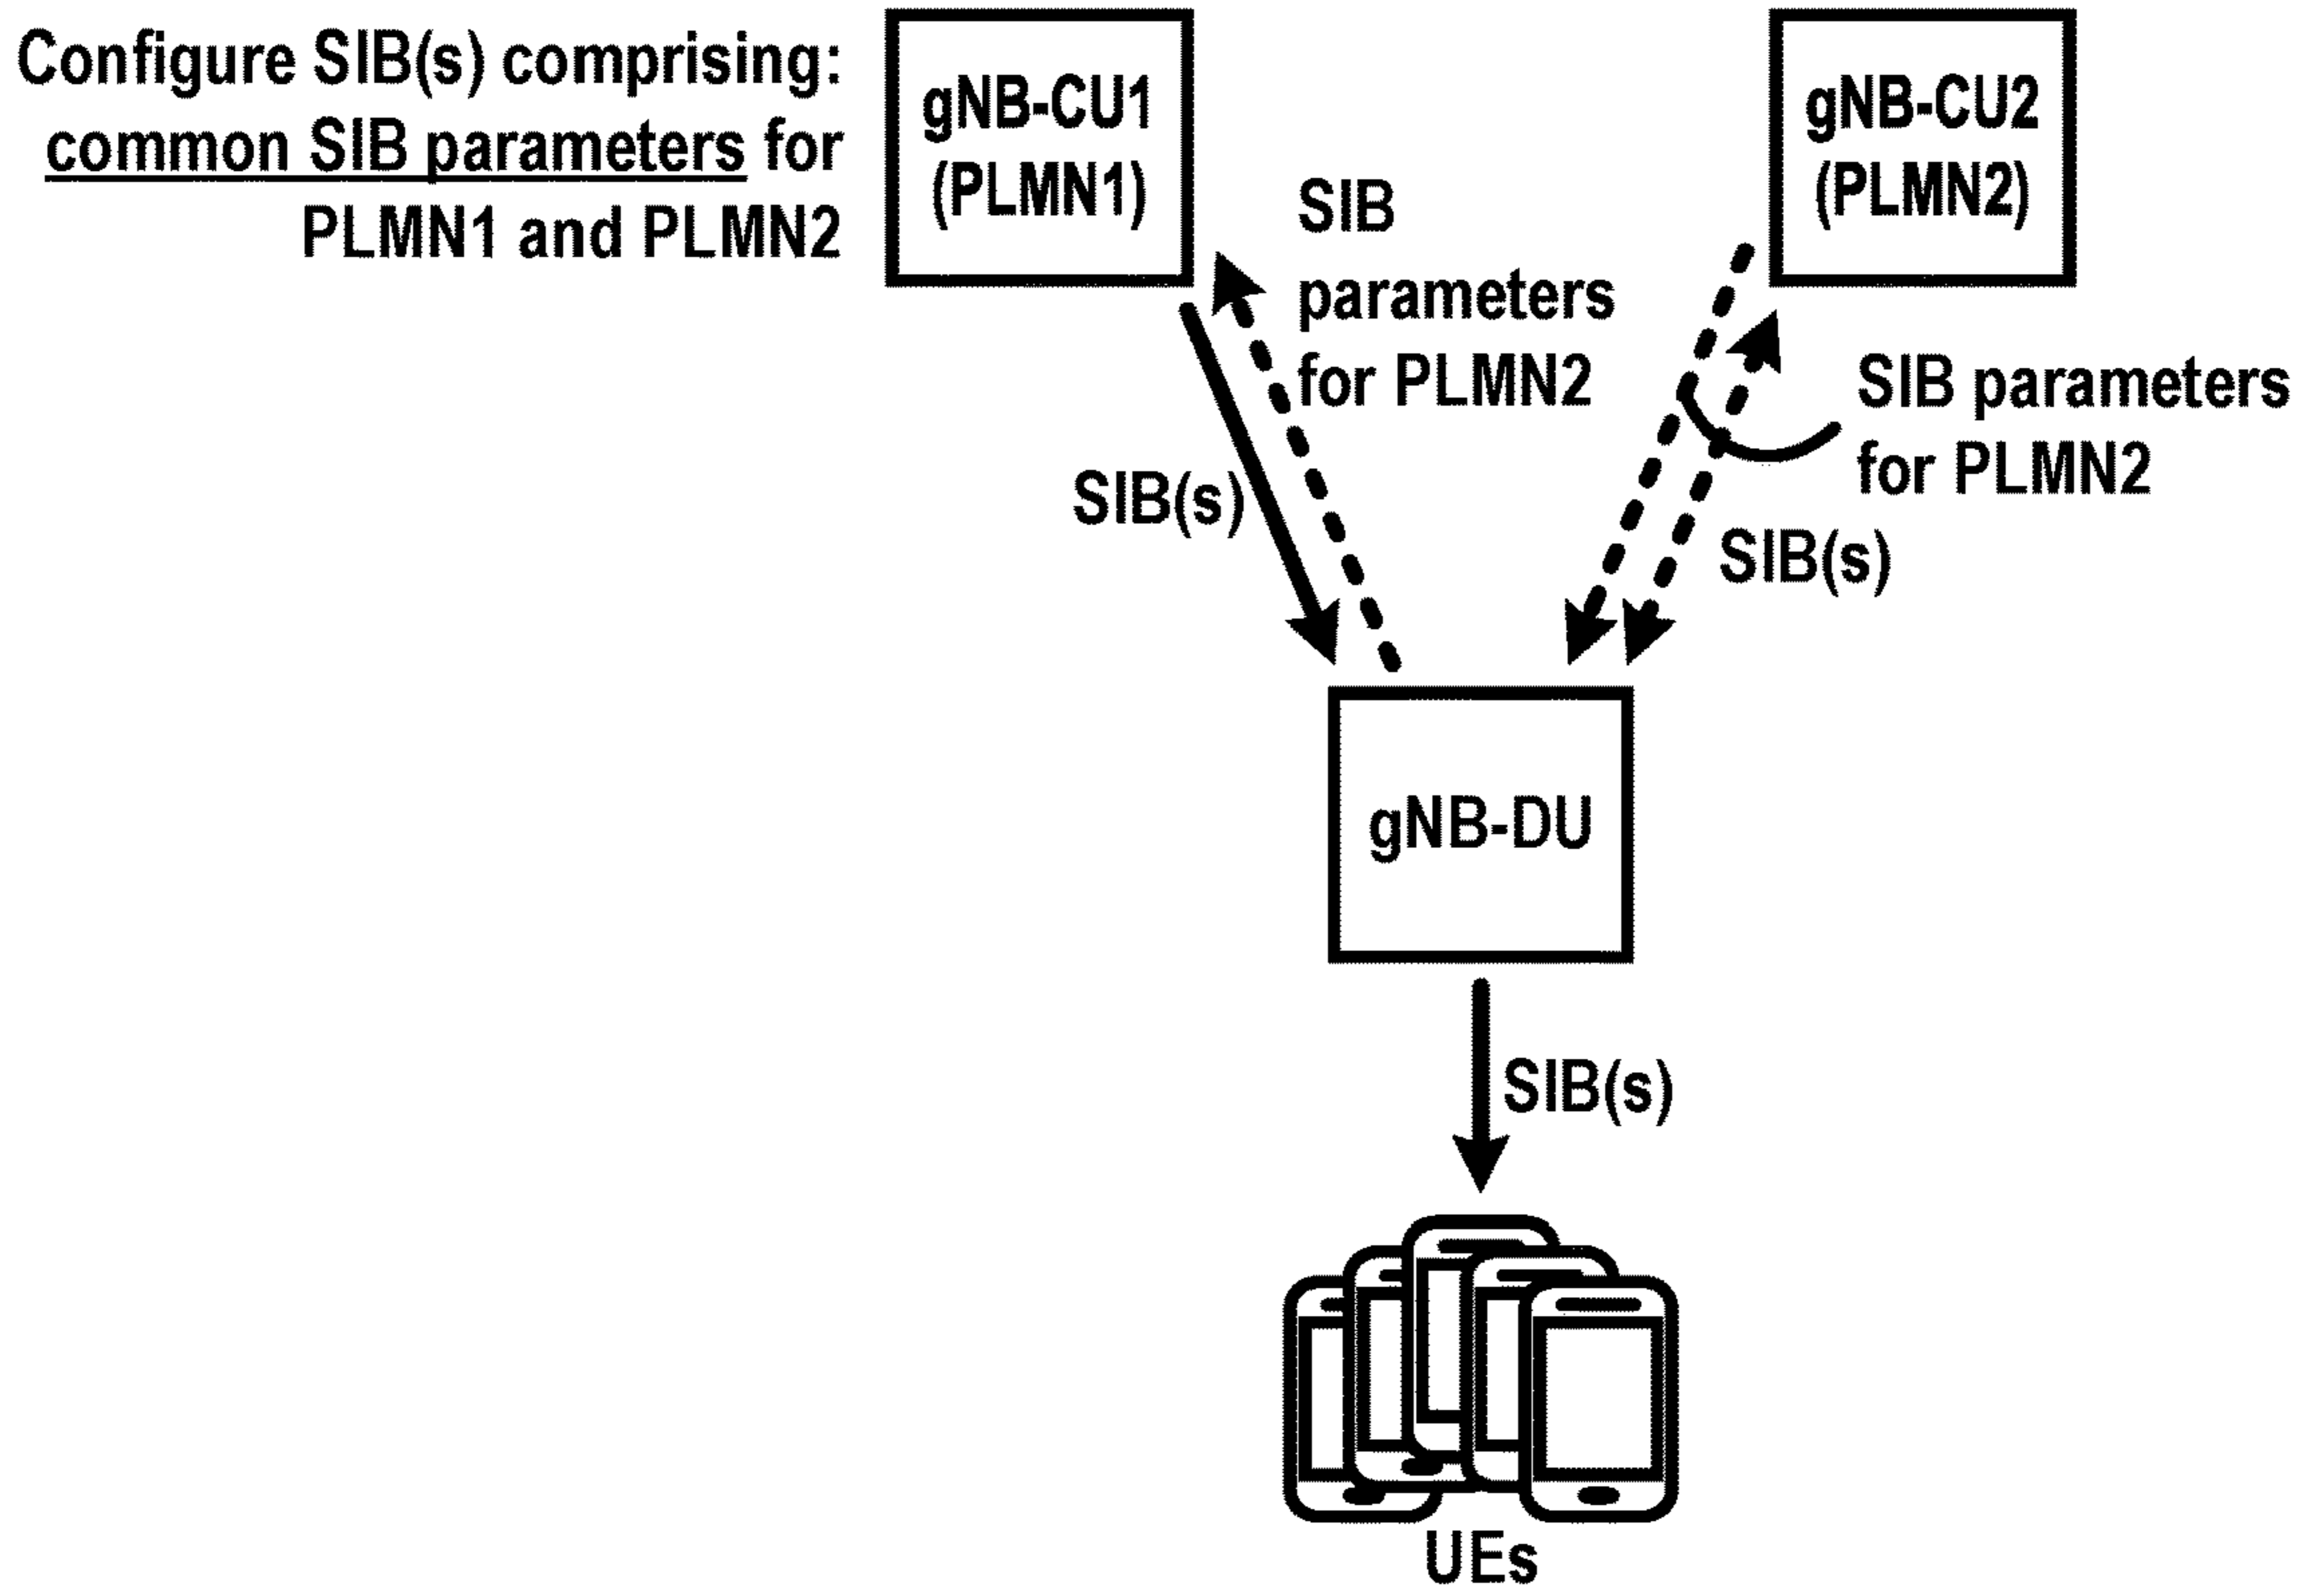 Configure SIB(s) comprising:
common SIB parameters for
PLMN1 and PLMN2
gNB-CU1
(PLMN1)
gNB-CU2
(PLMN2)
SIB
parameters
for PLMN2
SIB parameters
for PLMN2
SIB(s)
SIB(s)
gNB-DU
SIB(s)
UEs